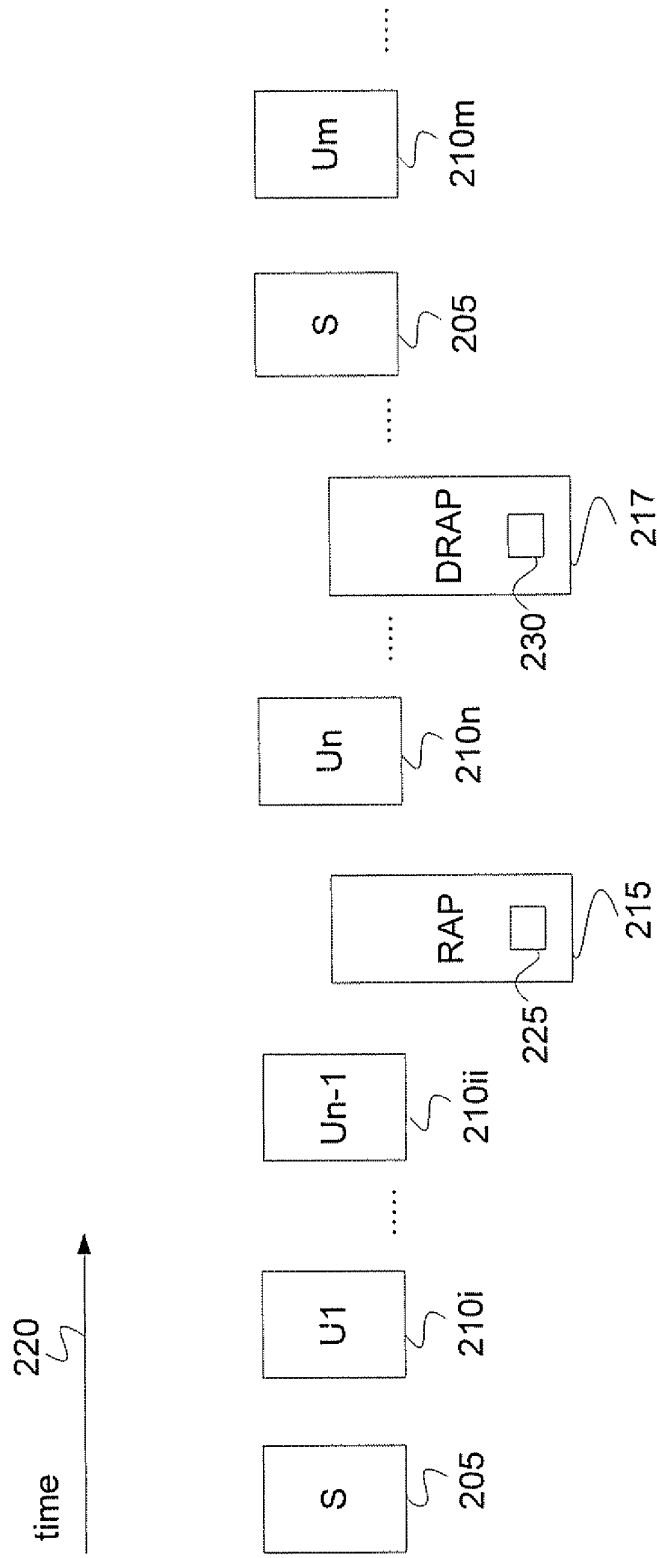 time
220
S
U1
.....
Un-1
RAP
Un
.....
DRAP
.....
S
Um
.....
205
210i
210ii
225
215
210n
230
217
205
210m